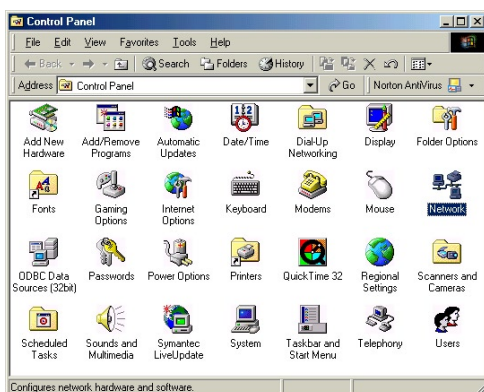 Control Panel
File Edit View Favorites Tools Help
Back Search Folders History
Address Control Panel Go Norton AntiVirus
Add New Hardware
Add/Remove Programs
Automatic Updates
Date/Time
Dial-Up Networking
Display
Folder Options
Fonts
Gaming Options
Internet Options
Keyboard
Modems
Mouse
Network
ODBC Data Sources (32bit)
Passwords
Power Options
Printers
QuickTime 32
Regional Settings
Scanners and Cameras
Scheduled Tasks
Sounds and Multimedia
Symantec LiveUpdate
System
Taskbar and Start Menu
Telephony
Users
Configures network hardware and software.